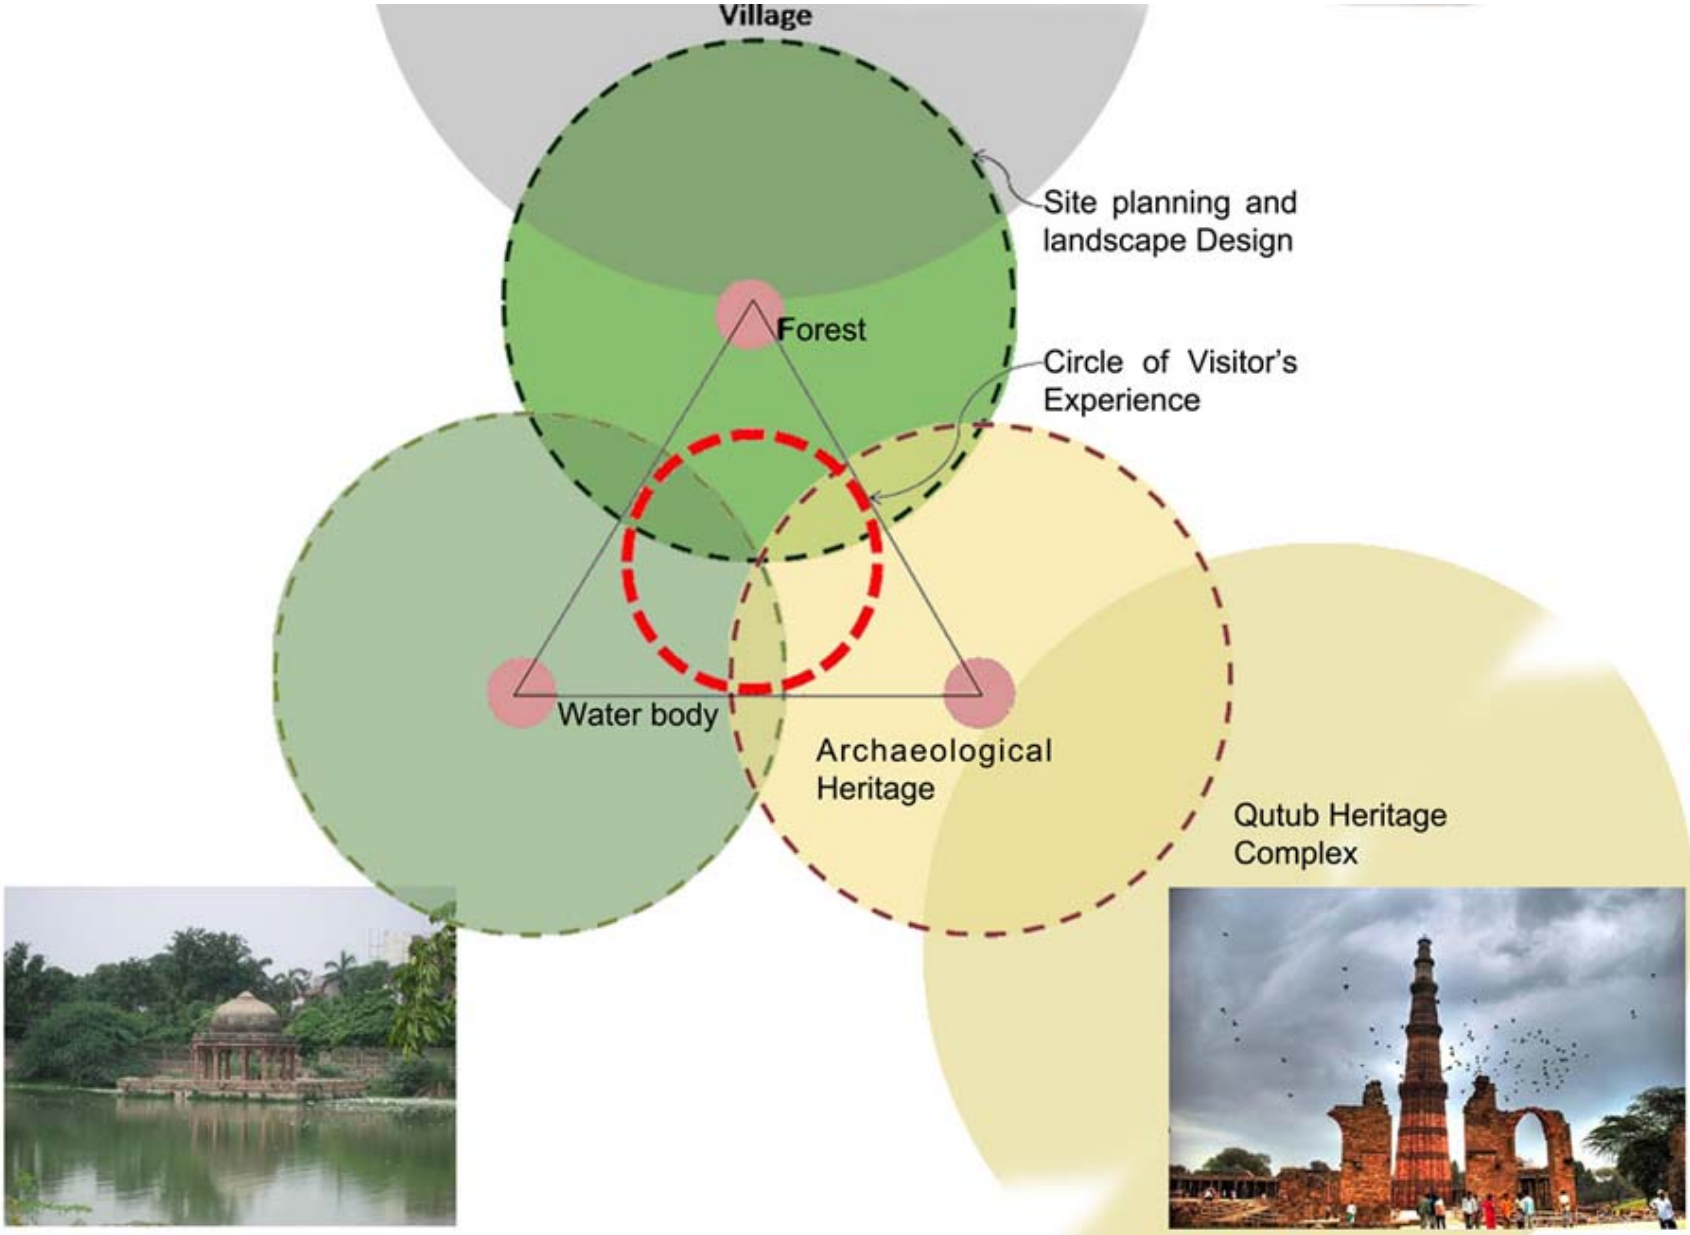 Village
Site planning and
landscape Design
Forest
Circle of Visitor's
Experience
Water body
Archaeological
Heritage
Qutub Heritage
Complex